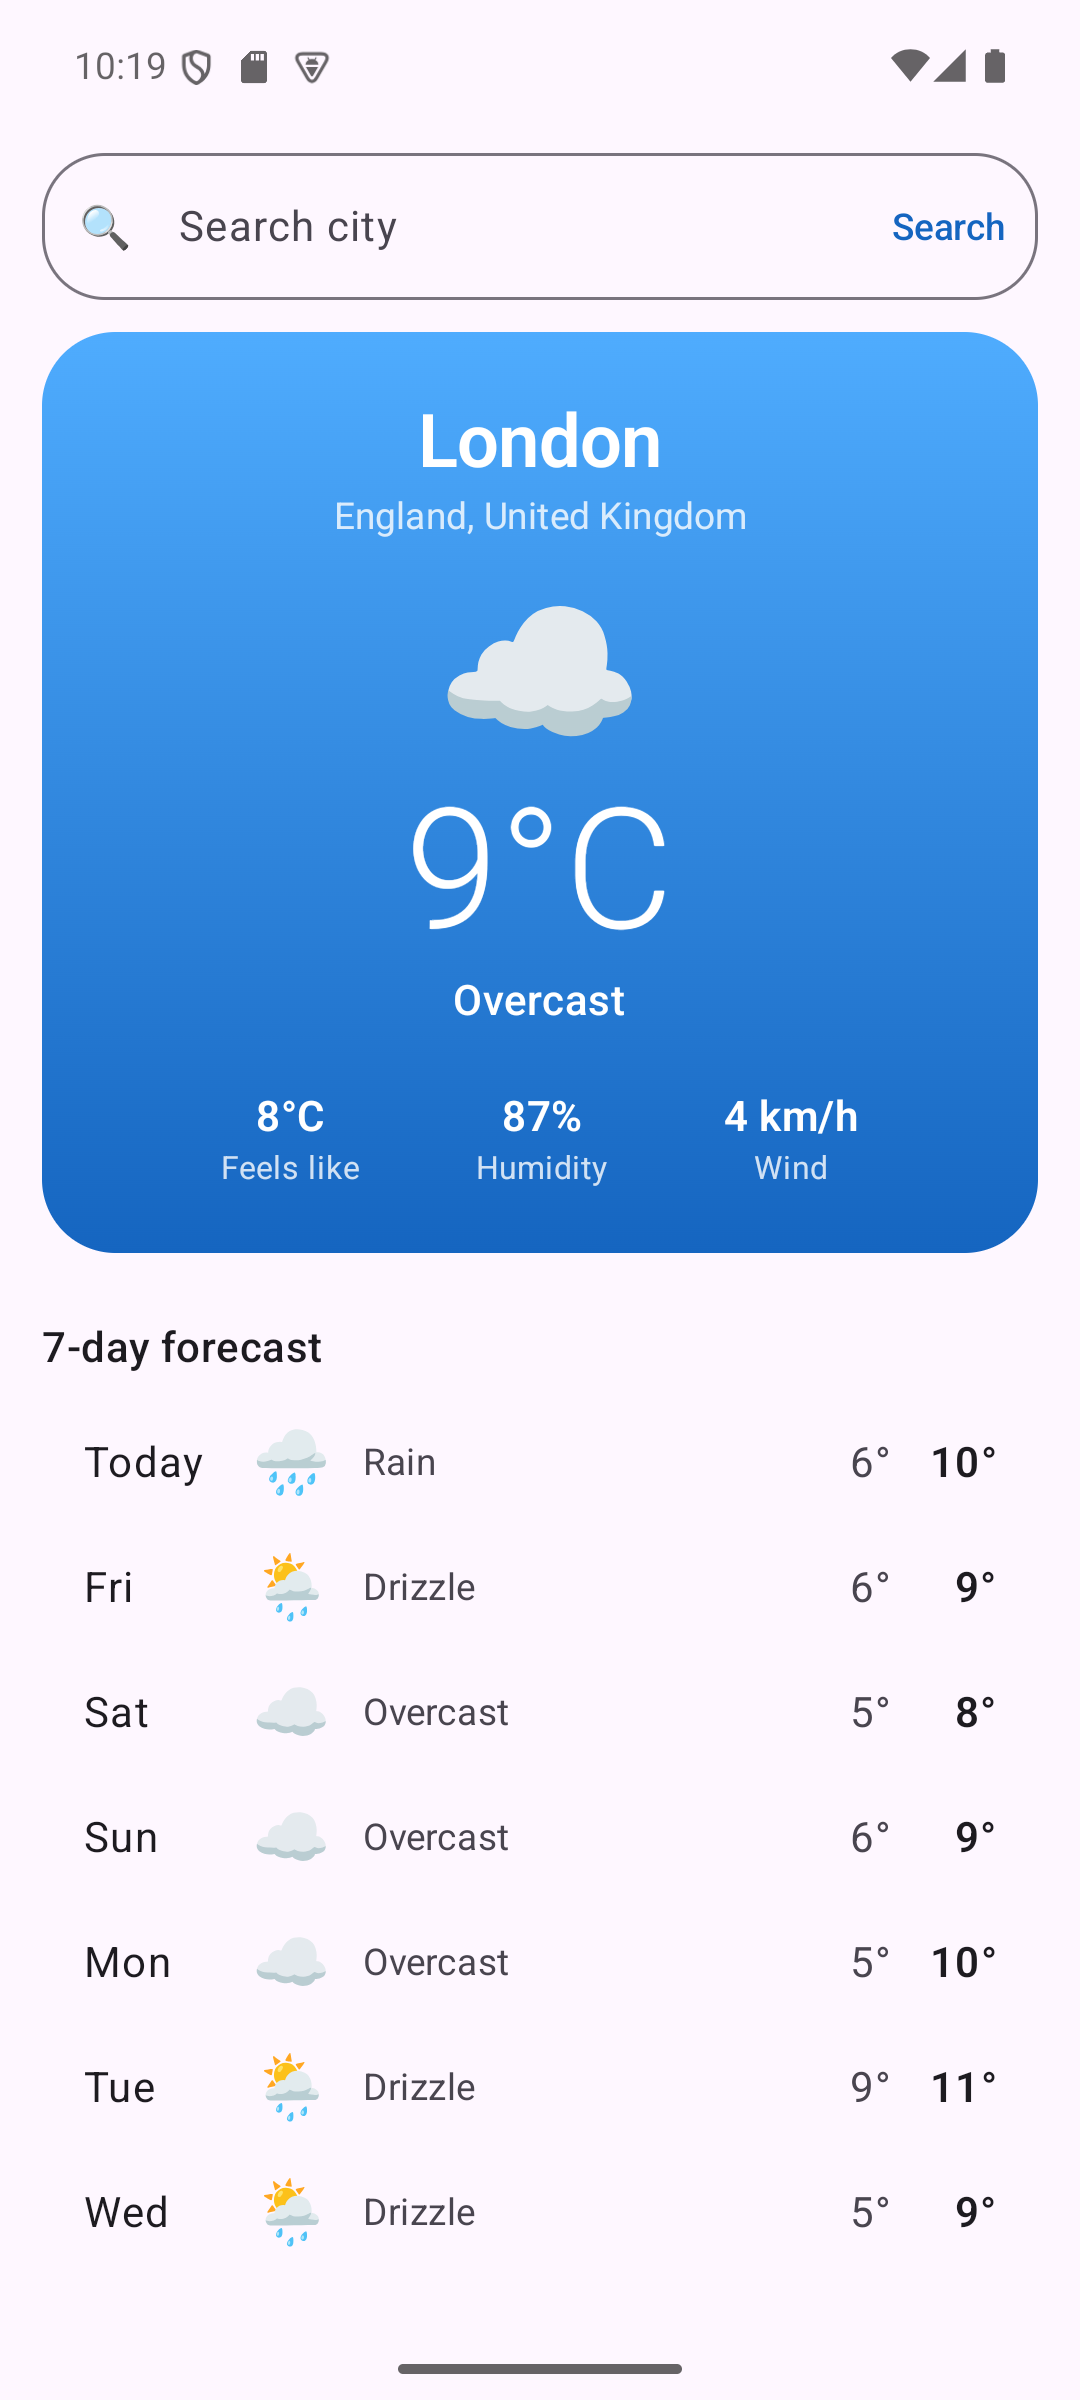 10:19
Search city
Search
London
England, United Kingdom
9°C
Overcast
8°C 87% 4 km/h
Feels like Humidity Wind
7-day forecast
Today Rain 6° 10°
Fri Drizzle 6° 9°
Sat Overcast 5° 8°
Sun Overcast 6° 9°
Mon Overcast 5° 10°
Tue Drizzle 9° 11°
Wed Drizzle 5° 9°